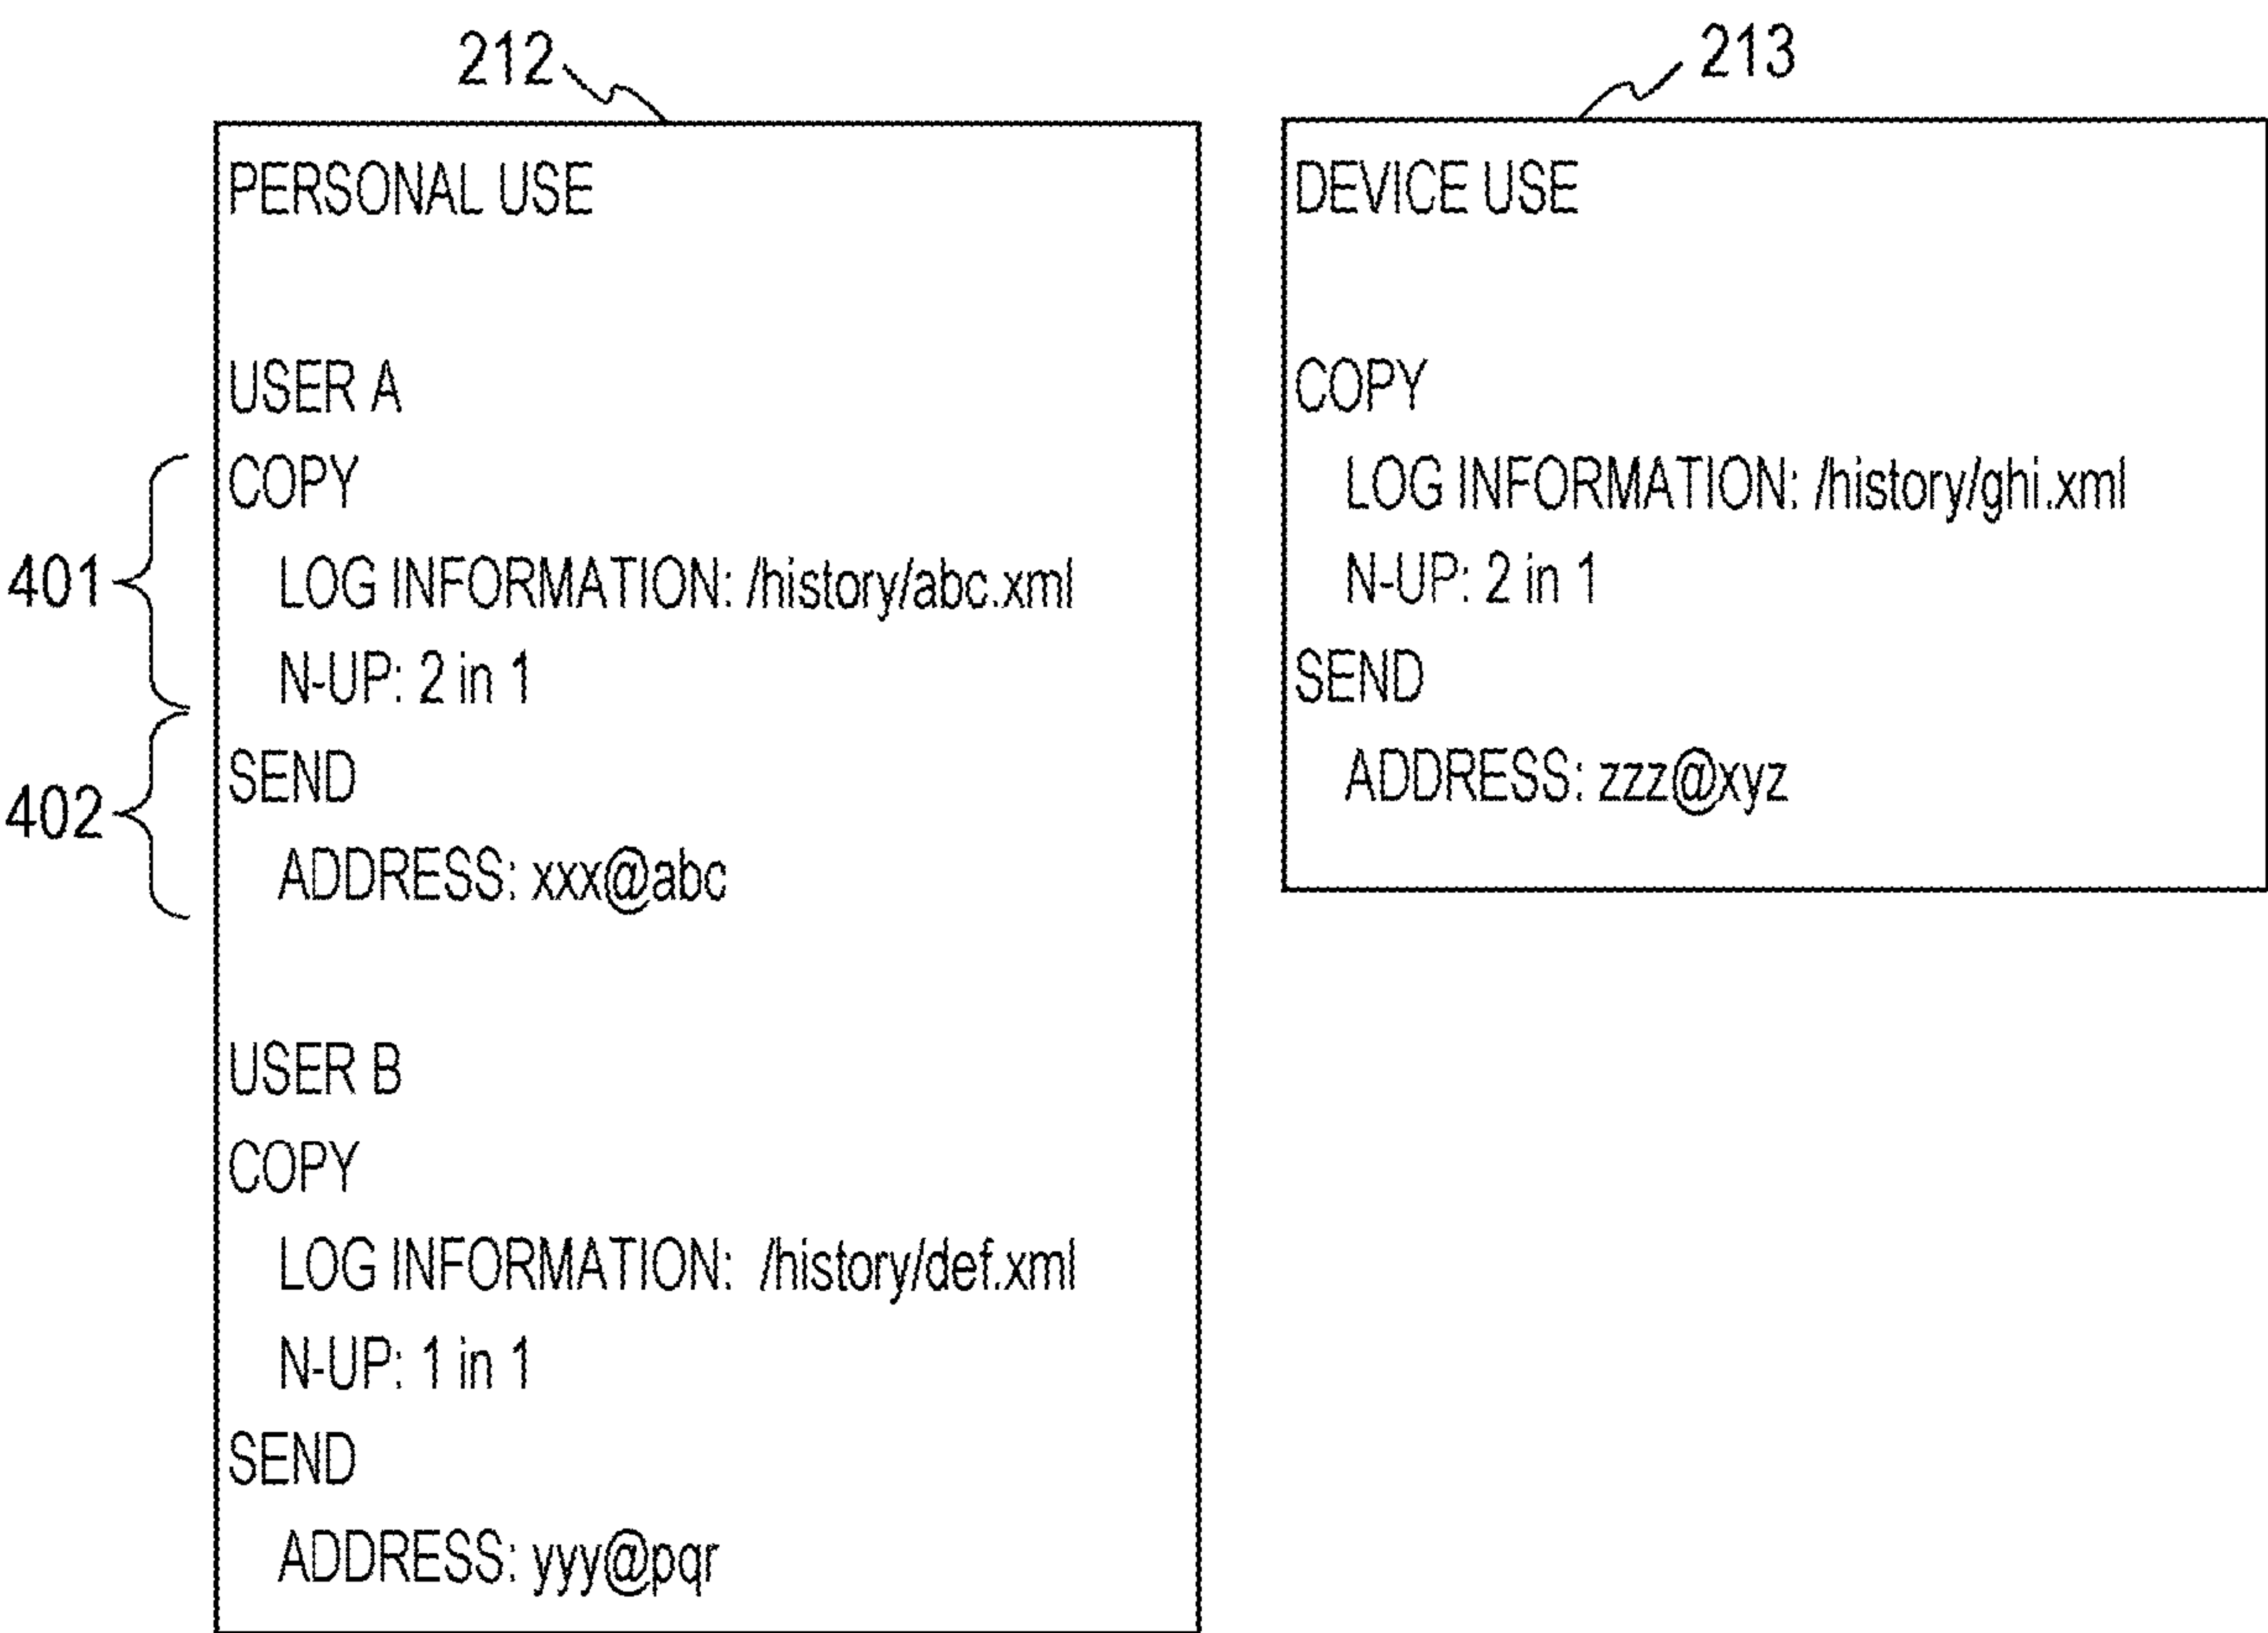 212
PERSONAL USE
USER A
401
COPY
LOG INFORMATION: /history/abc.xml
N-UP: 2 in 1
402
SEND
ADDRESS: xxx@abc
USER B
COPY
LOG INFORMATION: /history/def.xml
N-UP: 1 in 1
SEND
ADDRESS: yyy@pqr
213
DEVICE USE
COPY
LOG INFORMATION: /history/ghi.xml
N-UP: 2 in 1
SEND
ADDRESS: zzz@xyz